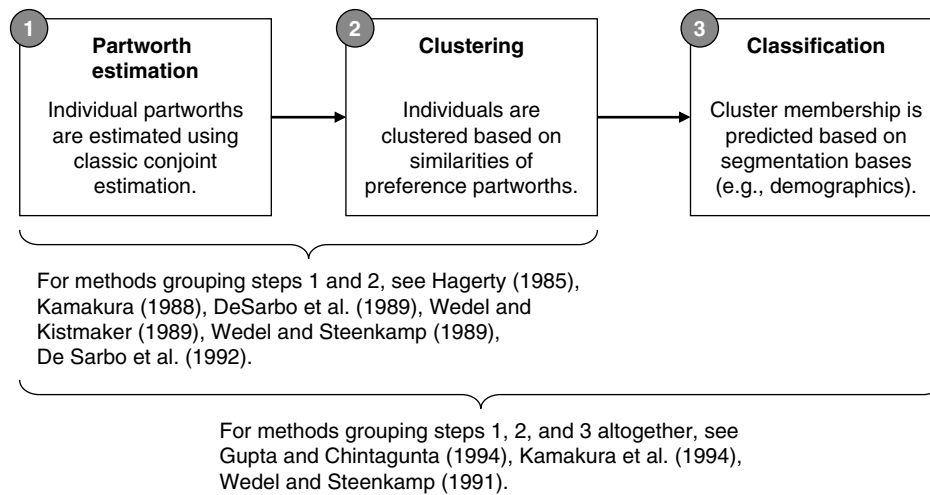 1
Partworth
estimation
Individual partworths
are estimated using
classic conjoint
estimation.
2
Clustering
Individuals are
clustered based on
similarities of
preference partworths.
3
Classification
Cluster membership is
predicted based on
segmentation bases
(e.g., demographics).
For methods grouping steps 1 and 2, see Hagerty (1985),
Kamakura (1988), DeSarbo et al. (1989), Wedel and
Kistmaker (1989), Wedel and Steenkamp (1989),
De Sarbo et al. (1992).
For methods grouping steps 1, 2, and 3 altogether, see
Gupta and Chintagunta (1994), Kamakura et al. (1994),
Wedel and Steenkamp (1991).